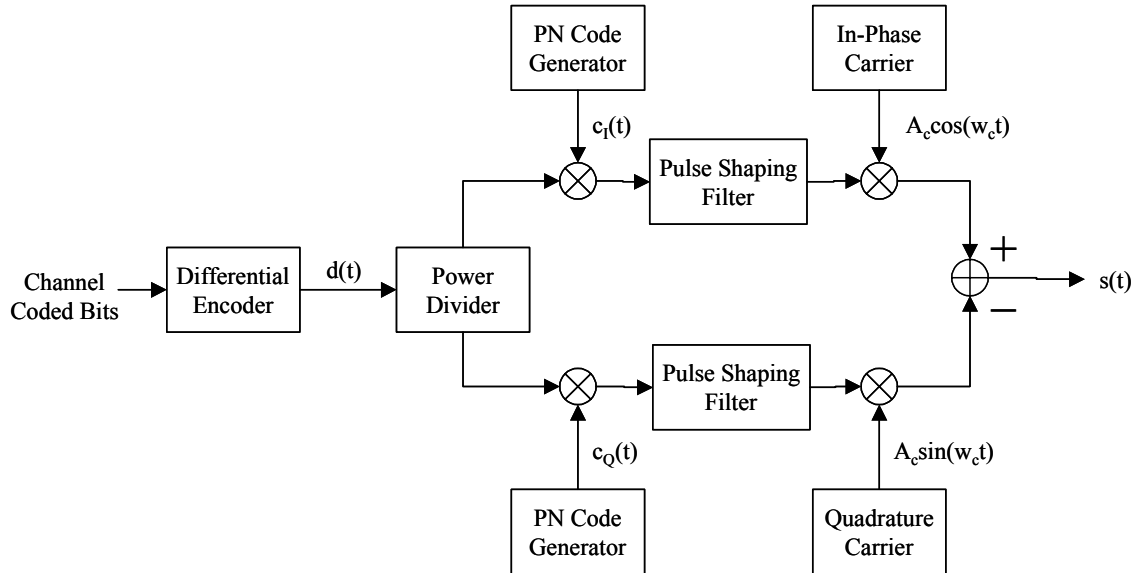 PN Code
Generator
In-Phase
Carrier
c_I(t)
A_ccos(w_ct)
Pulse Shaping
Filter
Channel
Coded Bits
Differential
Encoder
d(t)
Power
Divider
+
−
s(t)
Pulse Shaping
Filter
c_Q(t)
A_csin(w_ct)
PN Code
Generator
Quadrature
Carrier